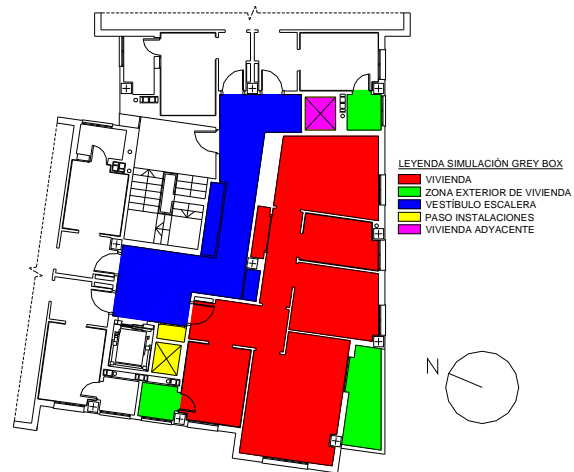 LEYENDA SIMULACIÓN GREY BOX
VIVIENDA
ZONA EXTERIOR DE VIVIENDA
VESTÍBULO ESCALERA
PASO INSTALACIONES
VIVIENDA ADYACENTE
N